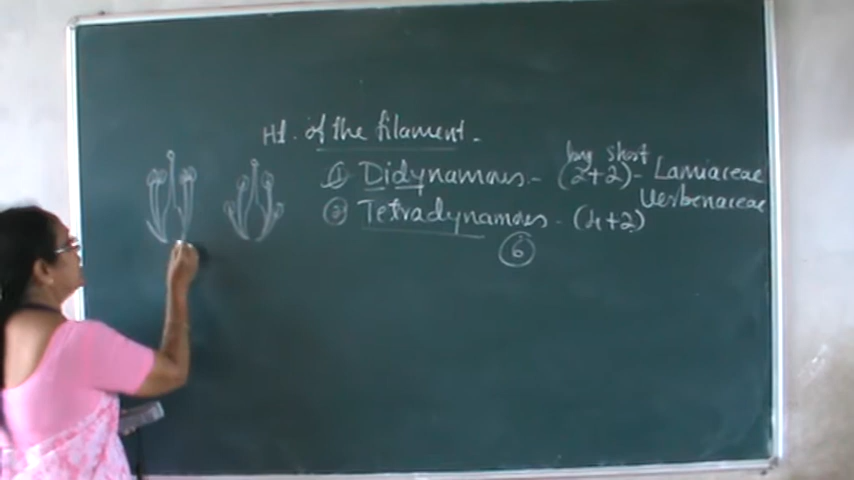 Ht. of the filament.
long short
① Didynamous - (2+2) - Lamiaceae
Verbenaceae
② Tetradynamous - (4+2)
6